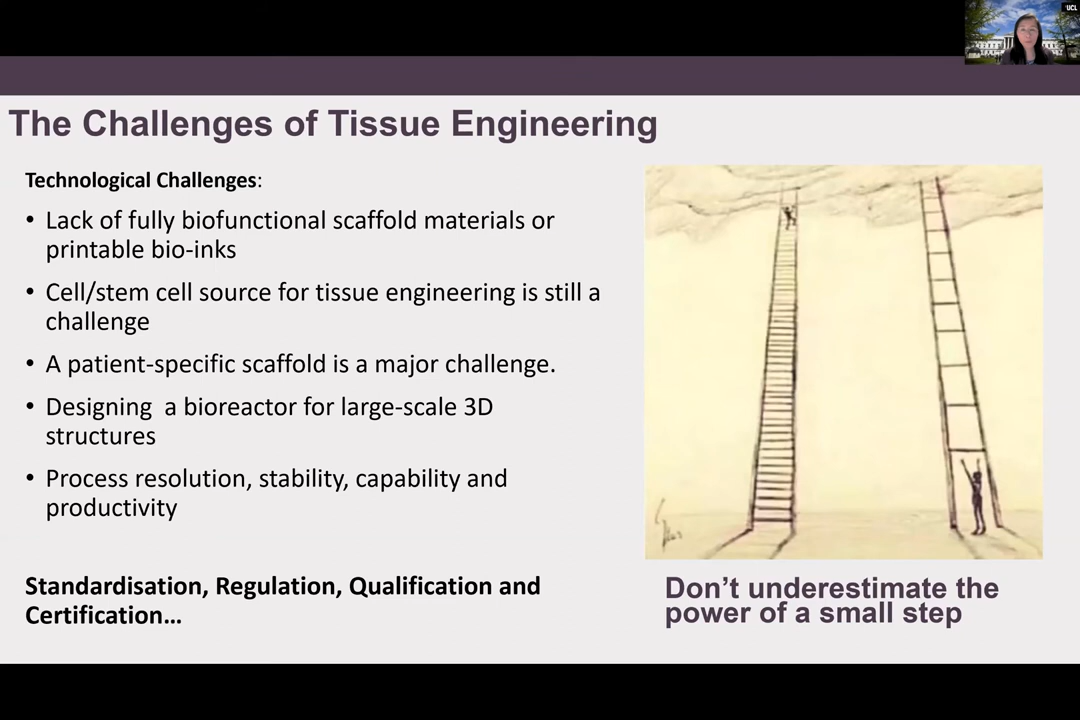 UCL
The Challenges of Tissue Engineering
Technological Challenges:
• Lack of fully biofunctional scaffold materials or
printable bio-inks
• Cell/stem cell source for tissue engineering is still a
challenge
• A patient-specific scaffold is a major challenge.
• Designing  a bioreactor for large-scale 3D
structures
• Process resolution, stability, capability and
productivity
Standardisation, Regulation, Qualification and
Certification...
Don't underestimate the
power of a small step